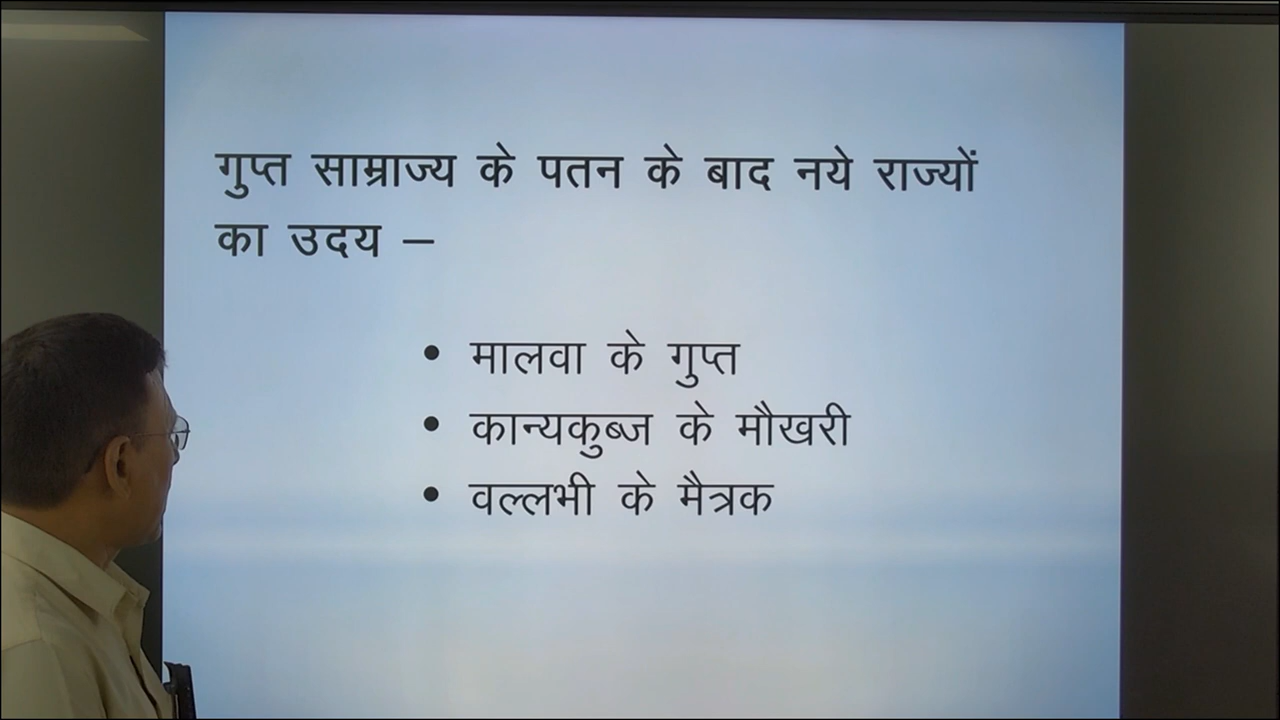 गुप्त साम्राज्य के पतन के बाद नये राज्यों
का उदय –
• मालवा के गुप्त
• कान्यकुब्ज के मौखरी
• वल्लभी के मैत्रक